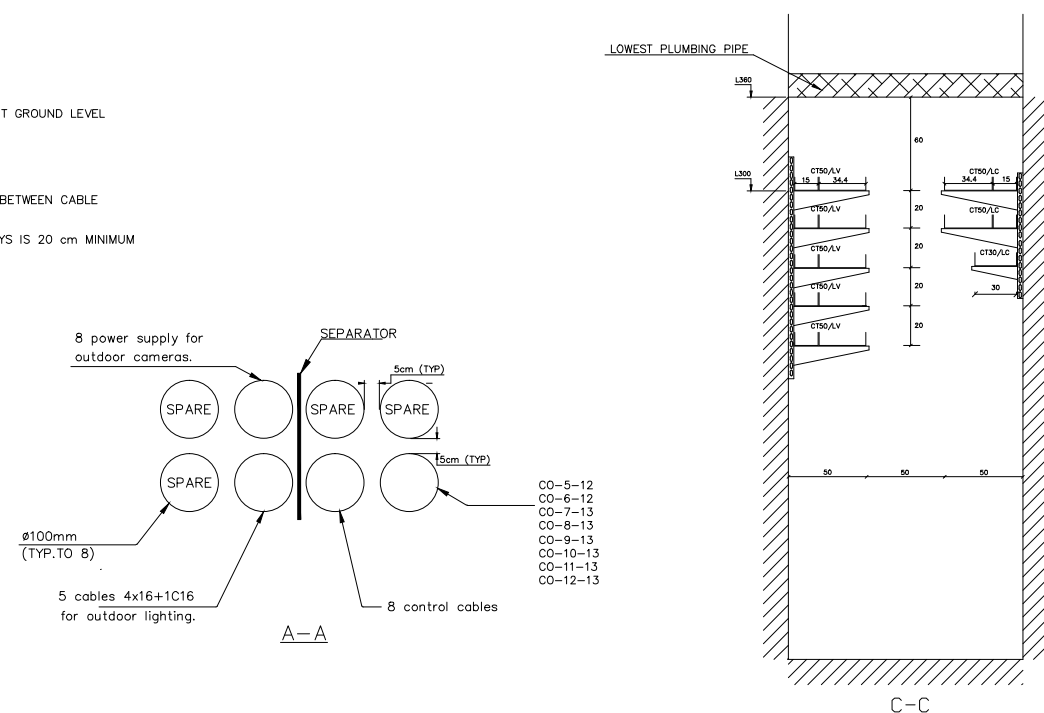 T GROUND LEVEL
BETWEEN CABLE
YS IS 20 cm MINIMUM
8 power supply for
outdoor cameras.
SEPARATOR
5cm (TYP)
SPARE
SPARE
SPARE
5cm (TYP)
SPARE
ø100mm
(TYP.TO 8)
5 cables 4x16+1C16
for outdoor lighting.
8 control cables
CO-5-12
CO-6-12
CO-7-13
CO-8-13
CO-9-13
CO-10-13
CO-11-13
CO-12-13
A-A
LOWEST PLUMBING PIPE
L360
60
L300
CT50/LV
15
34,4
CT50/LC
34,4
15
CT50/LV
20
CT50/LC
CT50/LV
20
CT30/LC
CT50/LV
20
30
CT50/LV
20
50
50
50
C-C